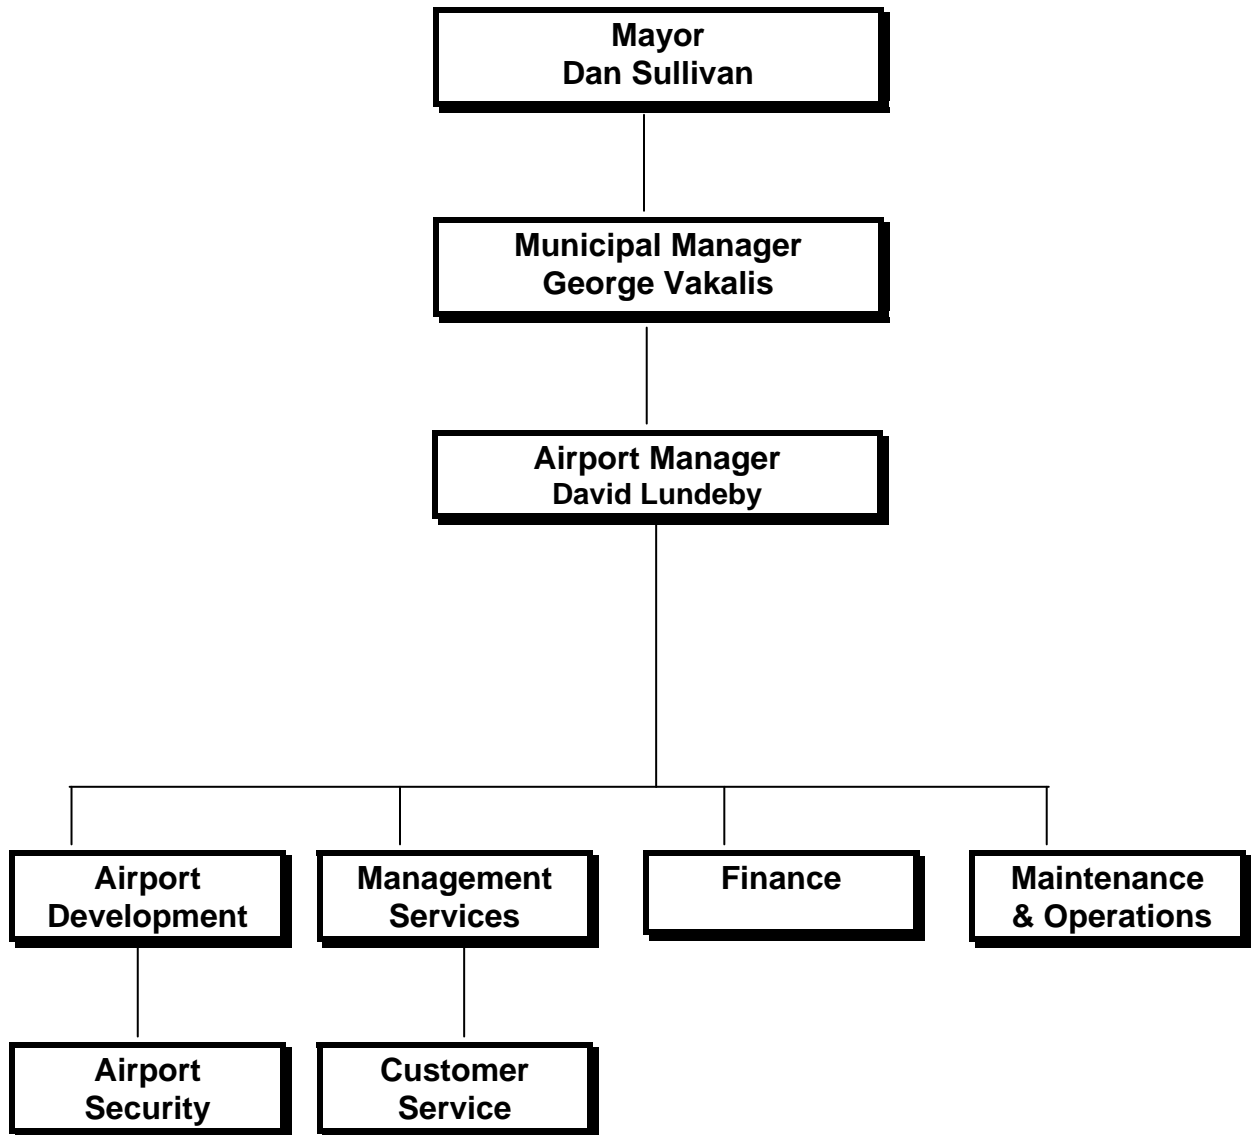 Mayor
Dan Sullivan
Municipal Manager
George Vakalis
Airport Manager
David Lundeby
Airport
Development
Management
Services
Finance
Maintenance
& Operations
Airport
Security
Customer
Service